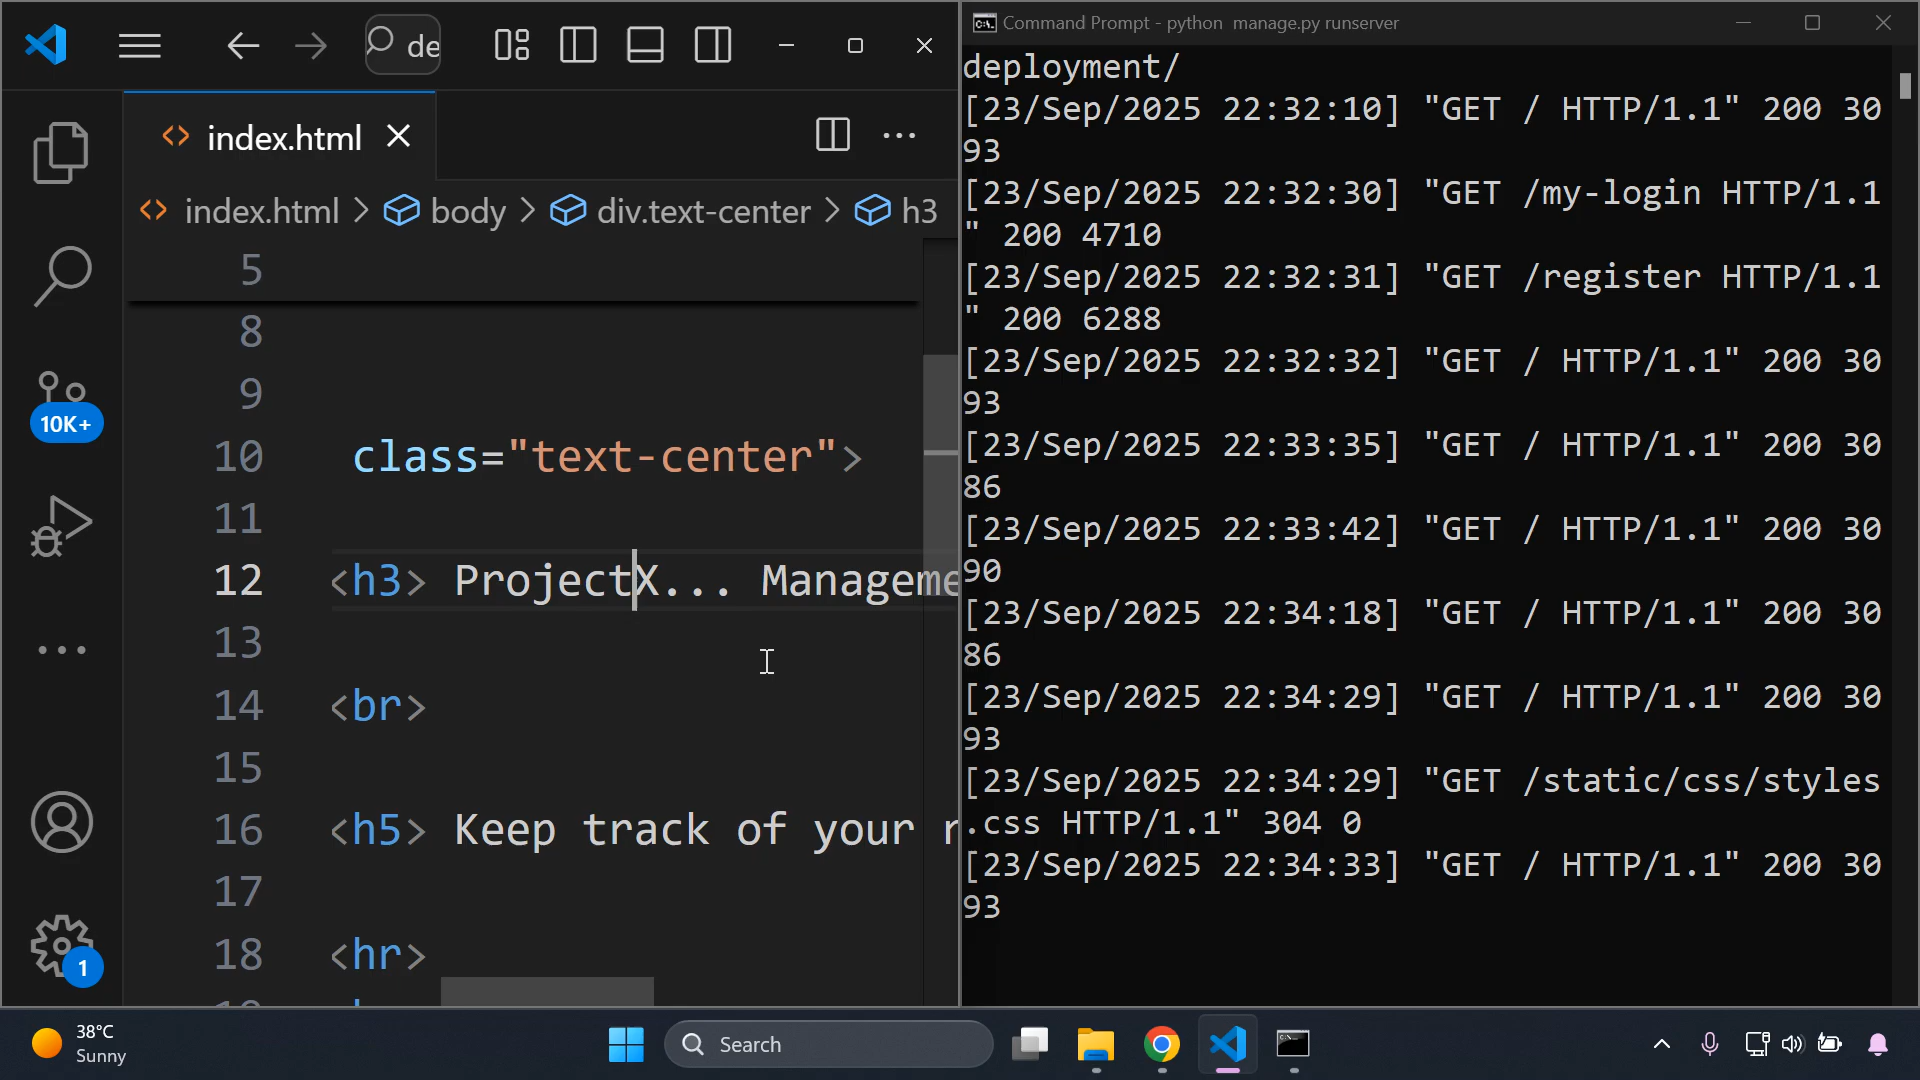 de
index.html
index.html > body > div.text-center > h3
5
8
9
10 class="text-center">
11
12 <h3> ProjectX... Manageme
13
14 <br>
15
16 <h5> Keep track of your r
17
18 <hr>
10K+
1
Command Prompt - python  manage.py runserver
deployment/
[23/Sep/2025 22:32:10] "GET / HTTP/1.1" 200 30
93
[23/Sep/2025 22:32:30] "GET /my-login HTTP/1.1
" 200 4710
[23/Sep/2025 22:32:31] "GET /register HTTP/1.1
" 200 6288
[23/Sep/2025 22:32:32] "GET / HTTP/1.1" 200 30
93
[23/Sep/2025 22:33:35] "GET / HTTP/1.1" 200 30
86
[23/Sep/2025 22:33:42] "GET / HTTP/1.1" 200 30
90
[23/Sep/2025 22:34:18] "GET / HTTP/1.1" 200 30
86
[23/Sep/2025 22:34:29] "GET / HTTP/1.1" 200 30
93
[23/Sep/2025 22:34:29] "GET /static/css/styles
.css HTTP/1.1" 304 0
[23/Sep/2025 22:34:33] "GET / HTTP/1.1" 200 30
93
38°C
Sunny
Search